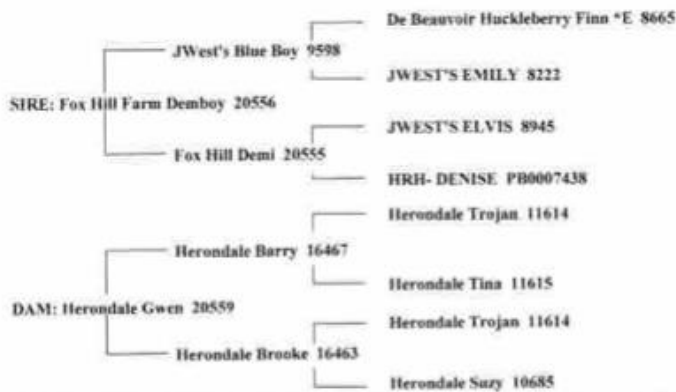 De Beauvoir Huckleberry Finn *E 8665
JWest's Blue Boy 9598
JWEST'S EMILY 8222
SIRE: Fox Hill Farm Demboy 20556
JWEST'S ELVIS 8945
Fox Hill Demi 20555
HRH- DENISE PB0007438
Herondale Trojan 11614
Herondale Barry 16467
Herondale Tina 11615
DAM: Herondale Gwen 20559
Herondale Trojan 11614
Herondale Brooke 16463
Herondale Suzy 10685